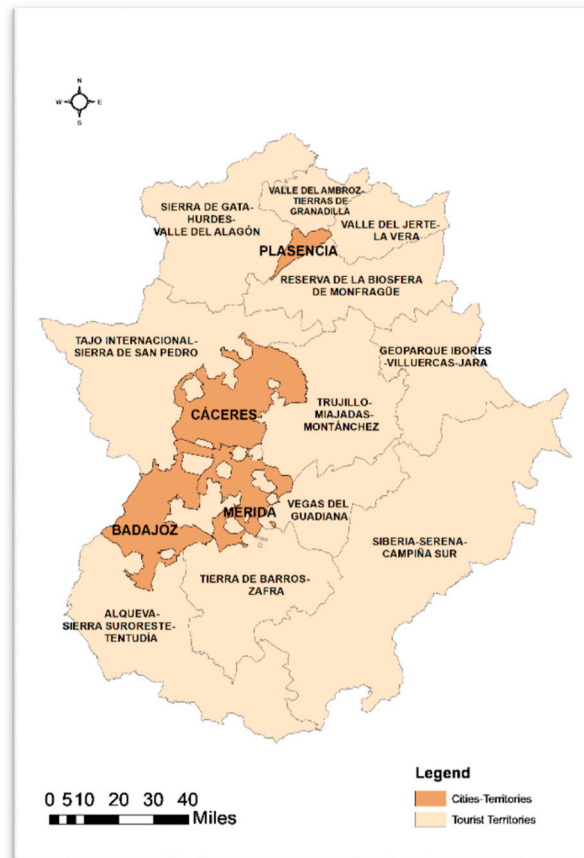 N
W E
S
VALLE DEL AMBROZ-
TIERRAS DE
GRANADILLA
SIERRA DE GATA-
HURDES-
VALLE DEL ALAGÓN
VALLE DEL JERTE-
LA VERA
PLASENCIA
RESERVA DE LA BIOSFERA
DE MONFRAGÜE
TAJO INTERNACIONAL-
SIERRA DE SAN PEDRO
GEOPARQUE IBORES
-VILLUERCAS-JARA
TRUJILLO-
MIAJADAS-
MONTÁNCHEZ
CÁCERES
MÉRIDA
VEGAS DEL
GUADIANA
BADAJOZ
SIBERIA-SERENA-
CAMPIÑA SUR
TIERRA DE BARROS-
ZAFRA
ALQUEVA-
SIERRA SURORESTE-
TENTUDÍA
Legend
Cities-Territories
Tourist Territories
0 5 10 20 30 40
Miles